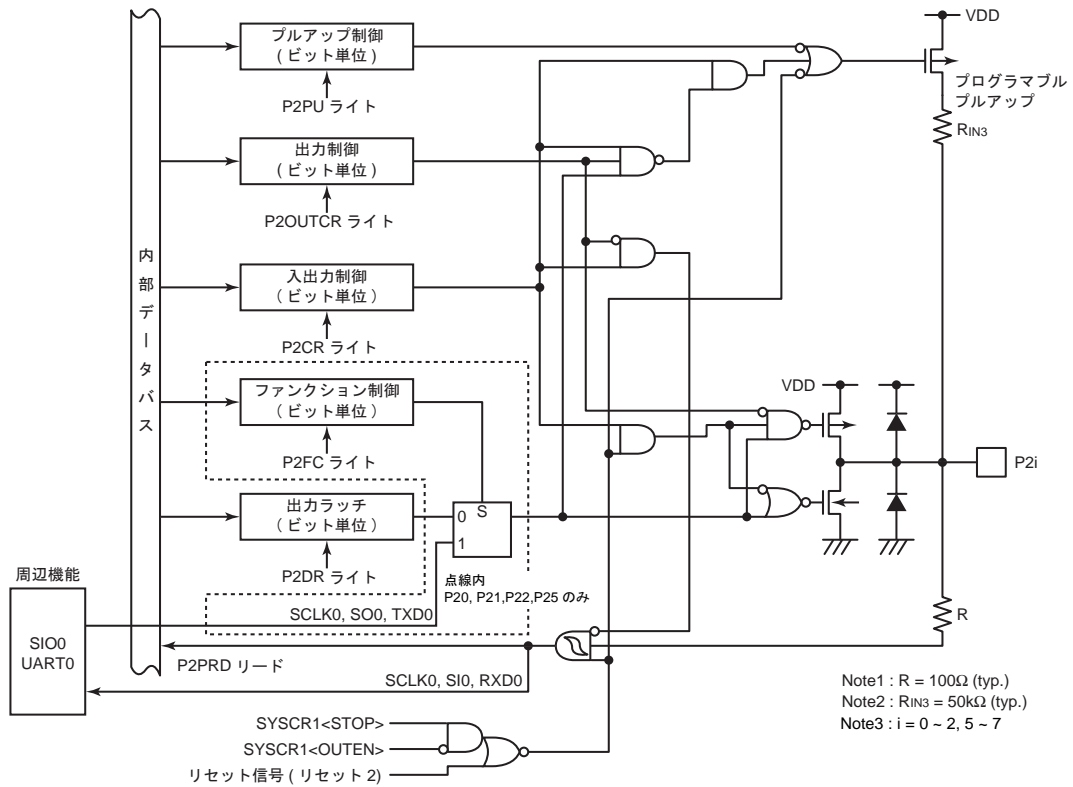 VDD
プルアップ制御
( ビット単位 )
P2PU ライト
プログラマブル
プルアップ
RIN3
出力制御
( ビット単位 )
P2OUTCR ライト
内部データバス
入出力制御
( ビット単位 )
P2CR ライト
ファンクション制御
( ビット単位 )
P2FC ライト
VDD
P2i
出力ラッチ
( ビット単位 )
P2DR ライト
0
S
1
点線内
P20, P21,P22,P25 のみ
周辺機能
SIO0
UART0
SCLK0, SO0, TXD0
R
P2PRD リード
SCLK0, SI0, RXD0
SYSCR1<STOP>
SYSCR1<OUTEN>
リセット信号 ( リセット 2)
Note1 : R = 100Ω (typ.)
Note2 : RIN3 = 50kΩ (typ.)
Note3 : i = 0 ~ 2, 5 ~ 7